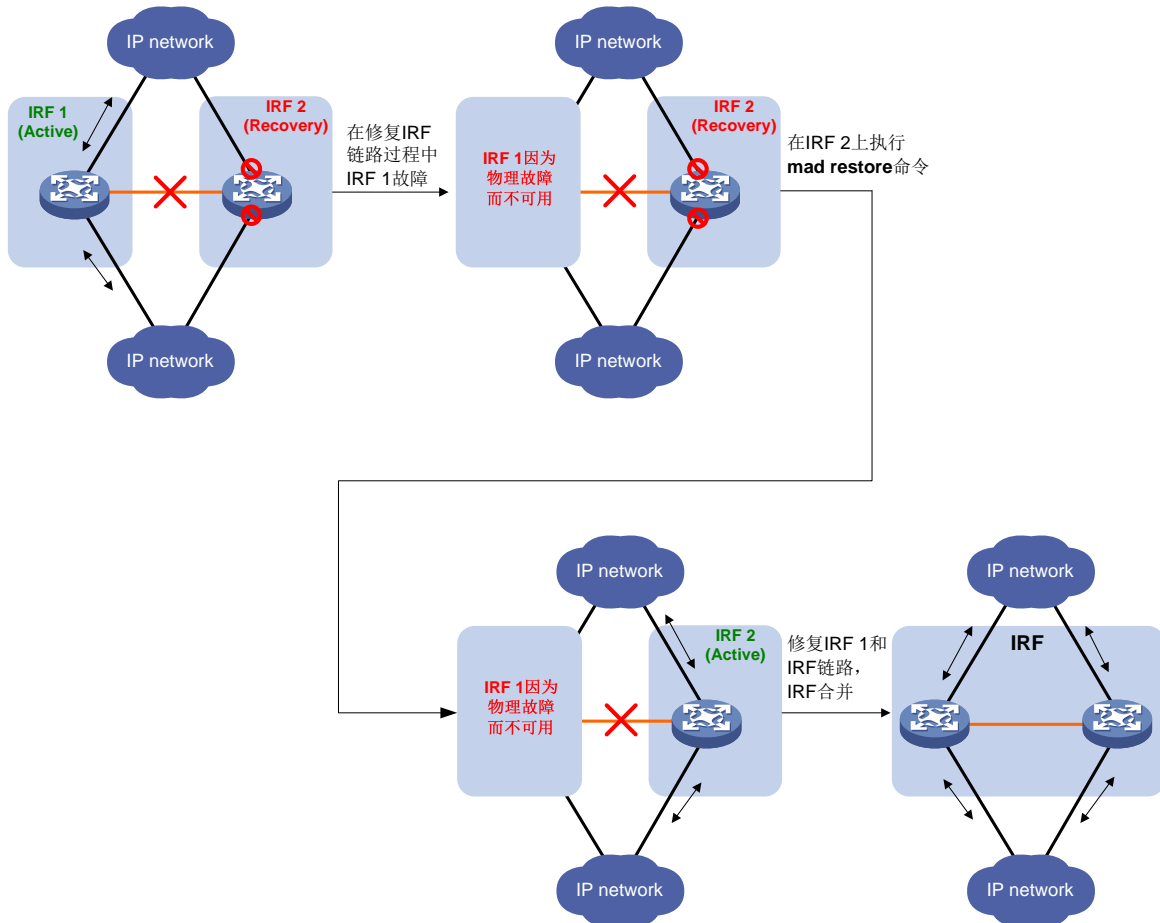 IP network
IP network
IRF 1
(Active)
IRF 2
(Recovery)
在修复IRF
链路过程中
IRF 1故障
IRF 1因为
物理故障
而不可用
IRF 2
(Recovery)
在IRF 2上执行
mad restore命令
IP network
IP network
IP network
IP network
IRF 1因为
物理故障
而不可用
IRF 2
(Active)
修复IRF 1和
IRF链路，
IRF合并
IRF
IP network
IP network